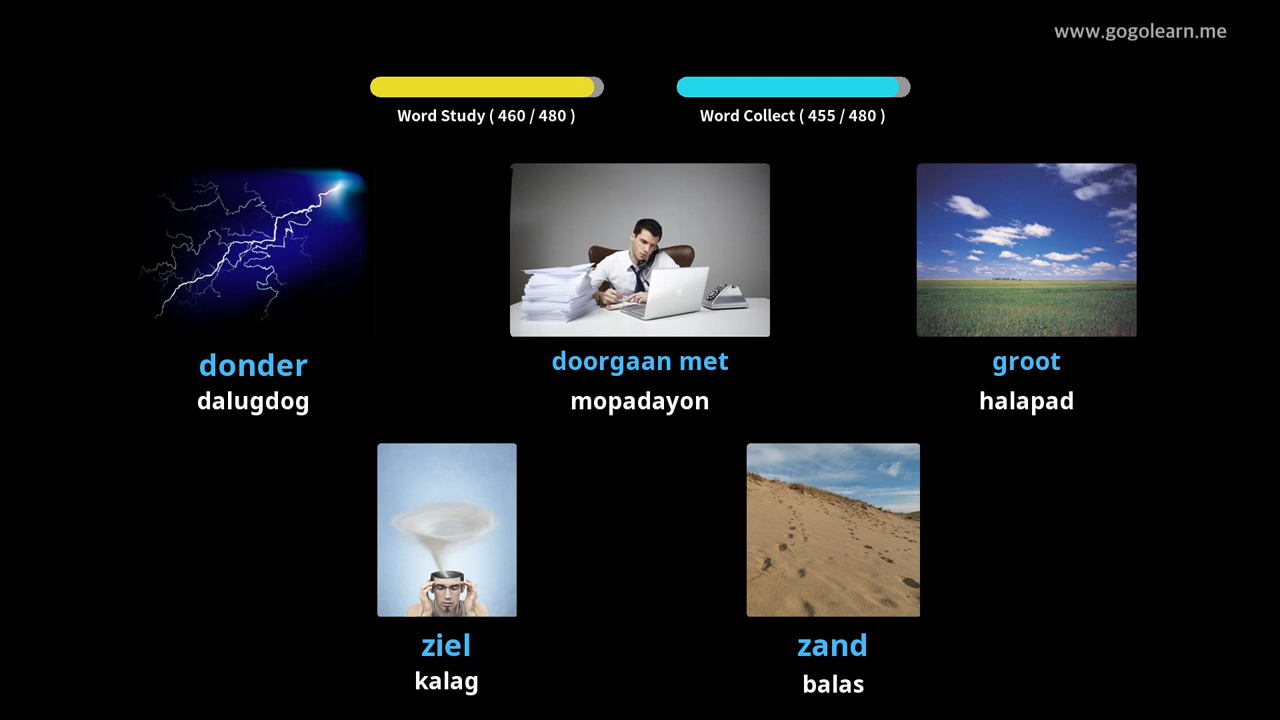 www.gogolearn.me
Word Study ( 460 / 480 )
Word Collect ( 455 / 480 )
donder
dalugdog
doorgaan met
mopadayon
groot
halapad
ziel
kalag
zand
balas